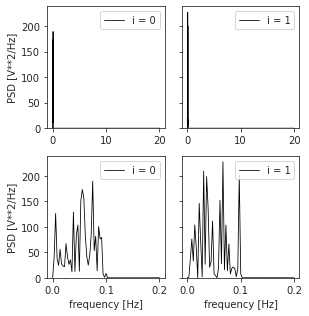 i = 0
i = 1
PSD [V**2/Hz]
200
150
100
50
0
0 10 20
0 10 20
i = 0
i = 1
PSD [V**2/Hz]
200
150
100
50
0
0.0 0.1 0.2
0.0 0.1 0.2
frequency [Hz]
frequency [Hz]